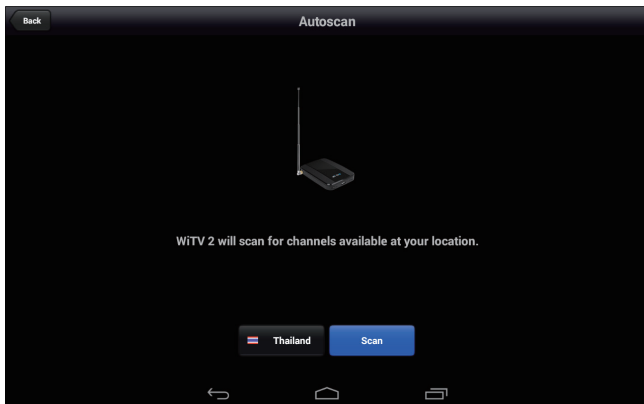 Back
Autoscan
WiTV 2 will scan for channels available at your location.
Thailand
Scan